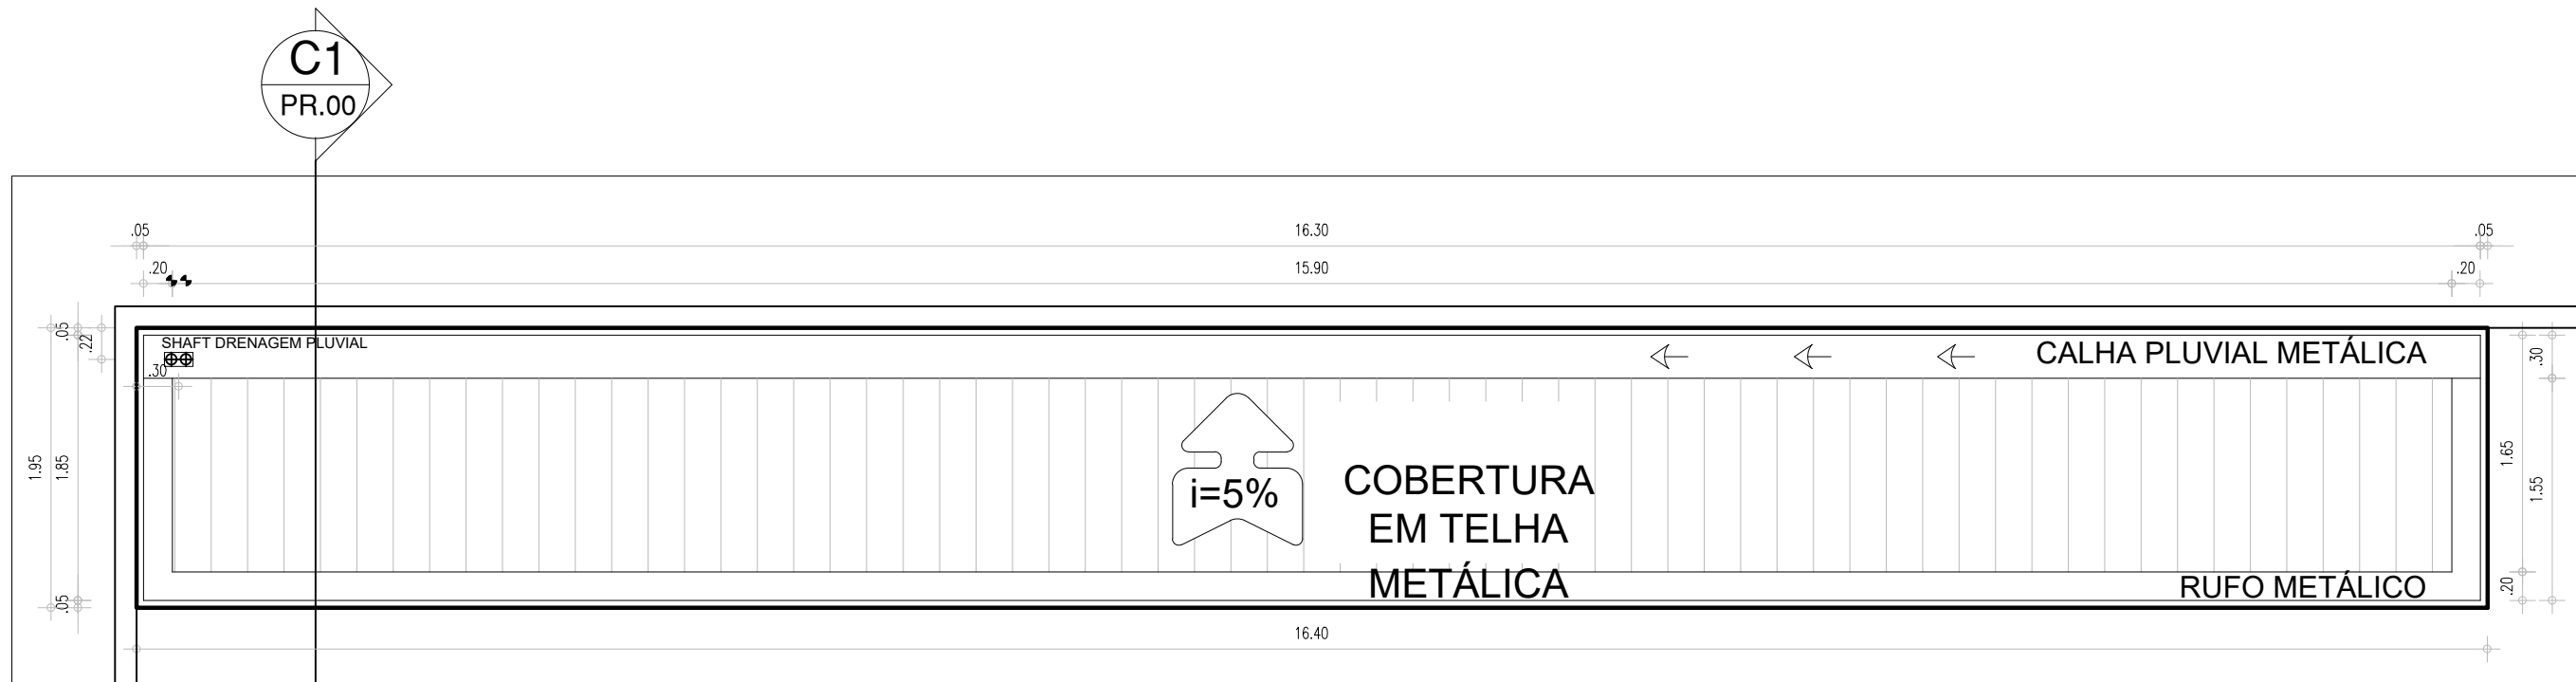 C1
PR.00
.05
16.30
.05
.20
15.90
.20
.05
.22
SHAFT DRENAGEM PLUVIAL
.30
CALHA PLUVIAL METÁLICA
.30
1.95
1.85
i=5%
COBERTURA
EM TELHA
METÁLICA
1.65
1.55
.05
RUFO METÁLICO
.20
16.40